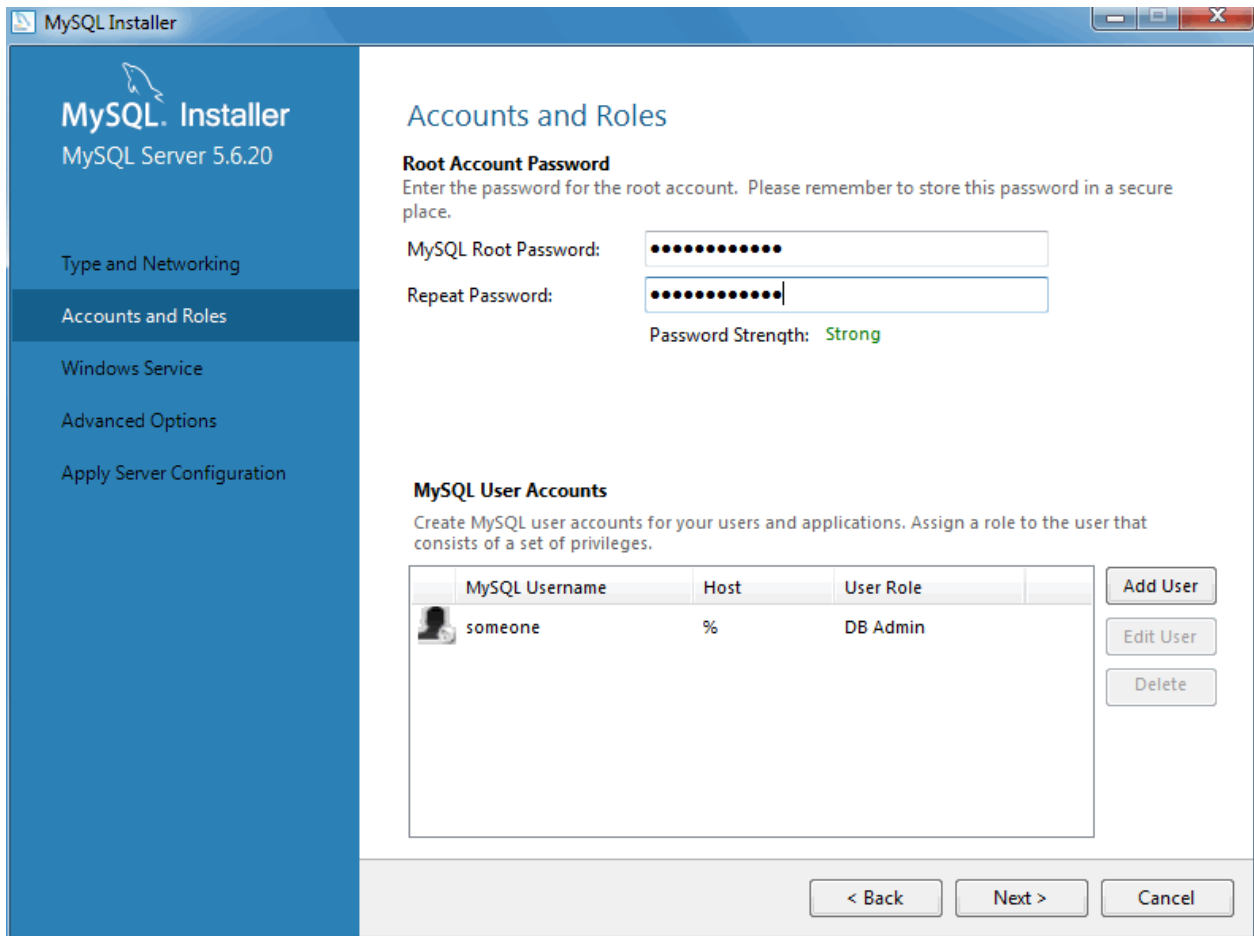 MySQL Installer
MySQL. Installer
MySQL Server 5.6.20
Type and Networking
Accounts and Roles
Windows Service
Advanced Options
Apply Server Configuration
Accounts and Roles
Root Account Password
Enter the password for the root account. Please remember to store this password in a secure
place.
MySQL Root Password: ●●●●●●●●●●●●
Repeat Password: ●●●●●●●●●●●●
Password Strength: Strong
MySQL User Accounts
Create MySQL user accounts for your users and applications. Assign a role to the user that
consists of a set of privileges.
MySQL Username Host User Role
someone % DB Admin
Add User
Edit User
Delete
< Back Next > Cancel